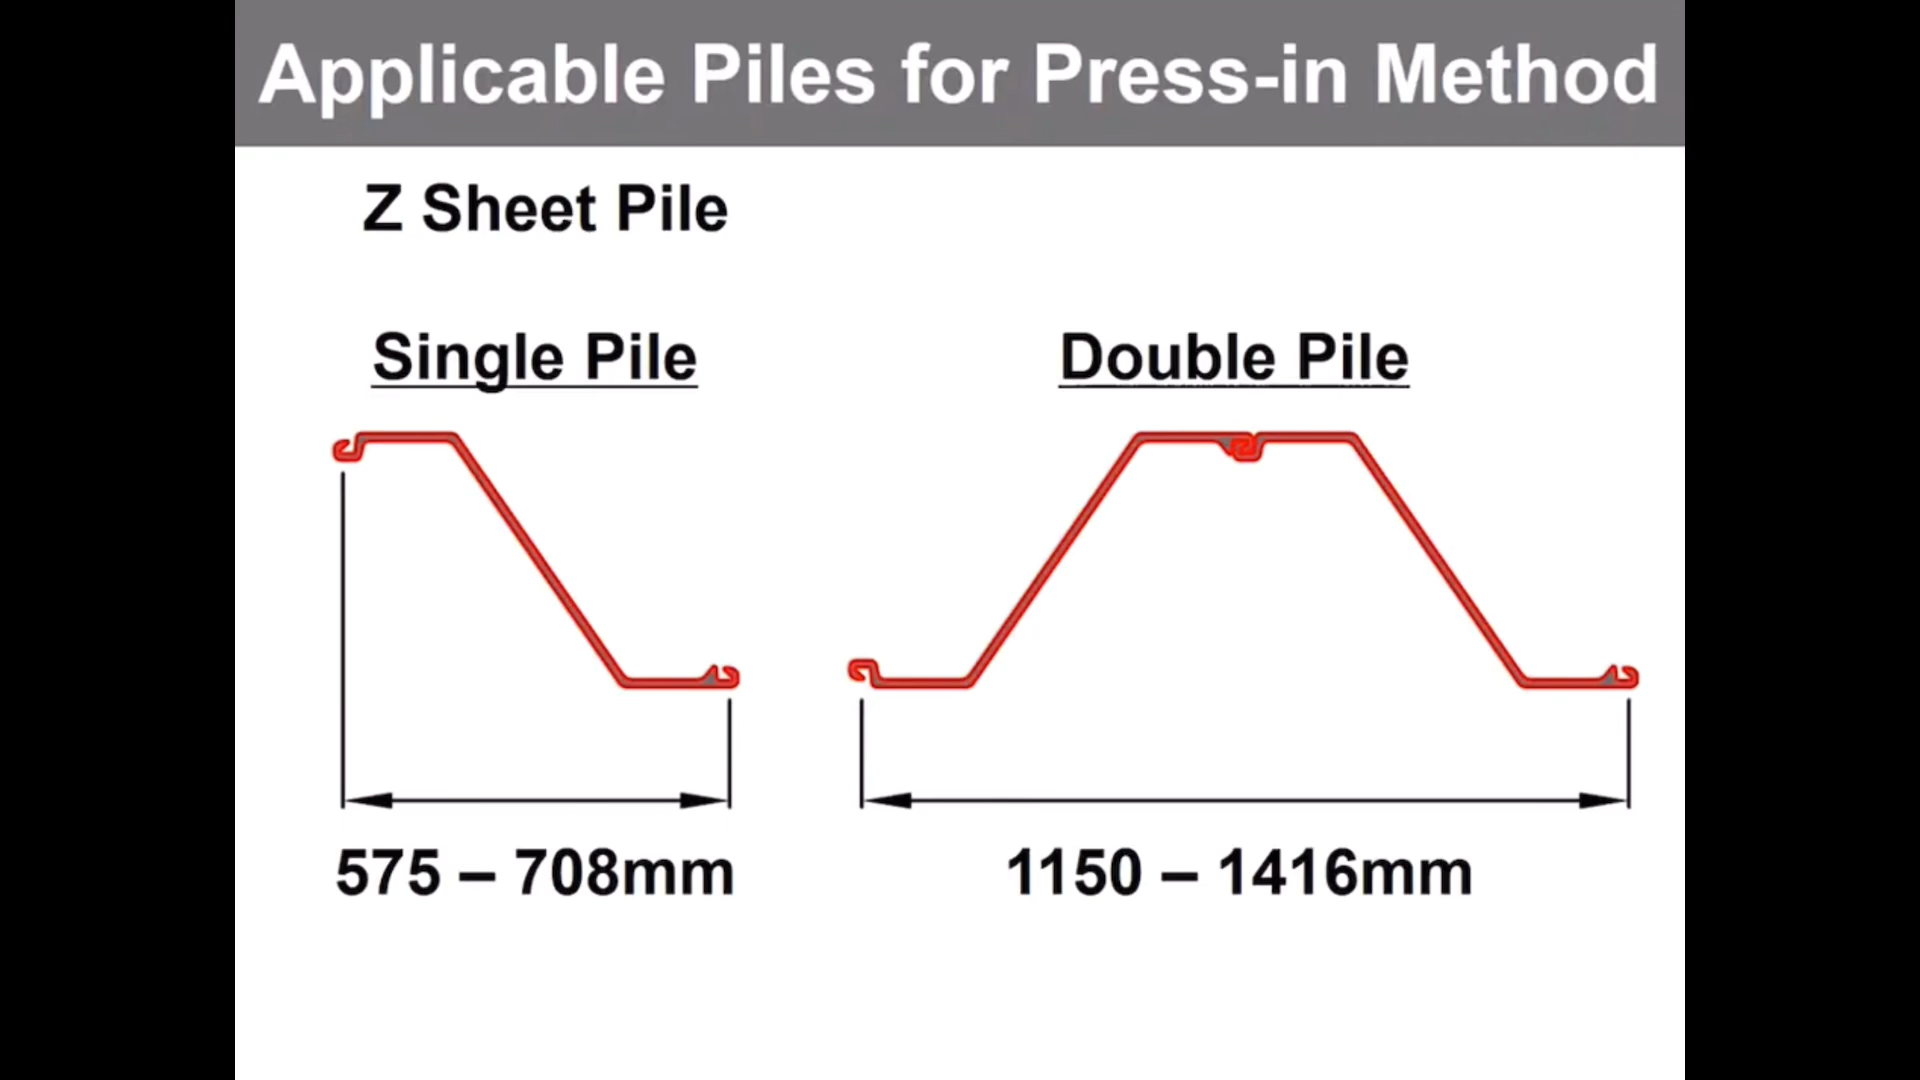 Applicable Piles for Press-in Method
Z Sheet Pile
Single Pile
Double Pile
575 – 708mm
1150 – 1416mm